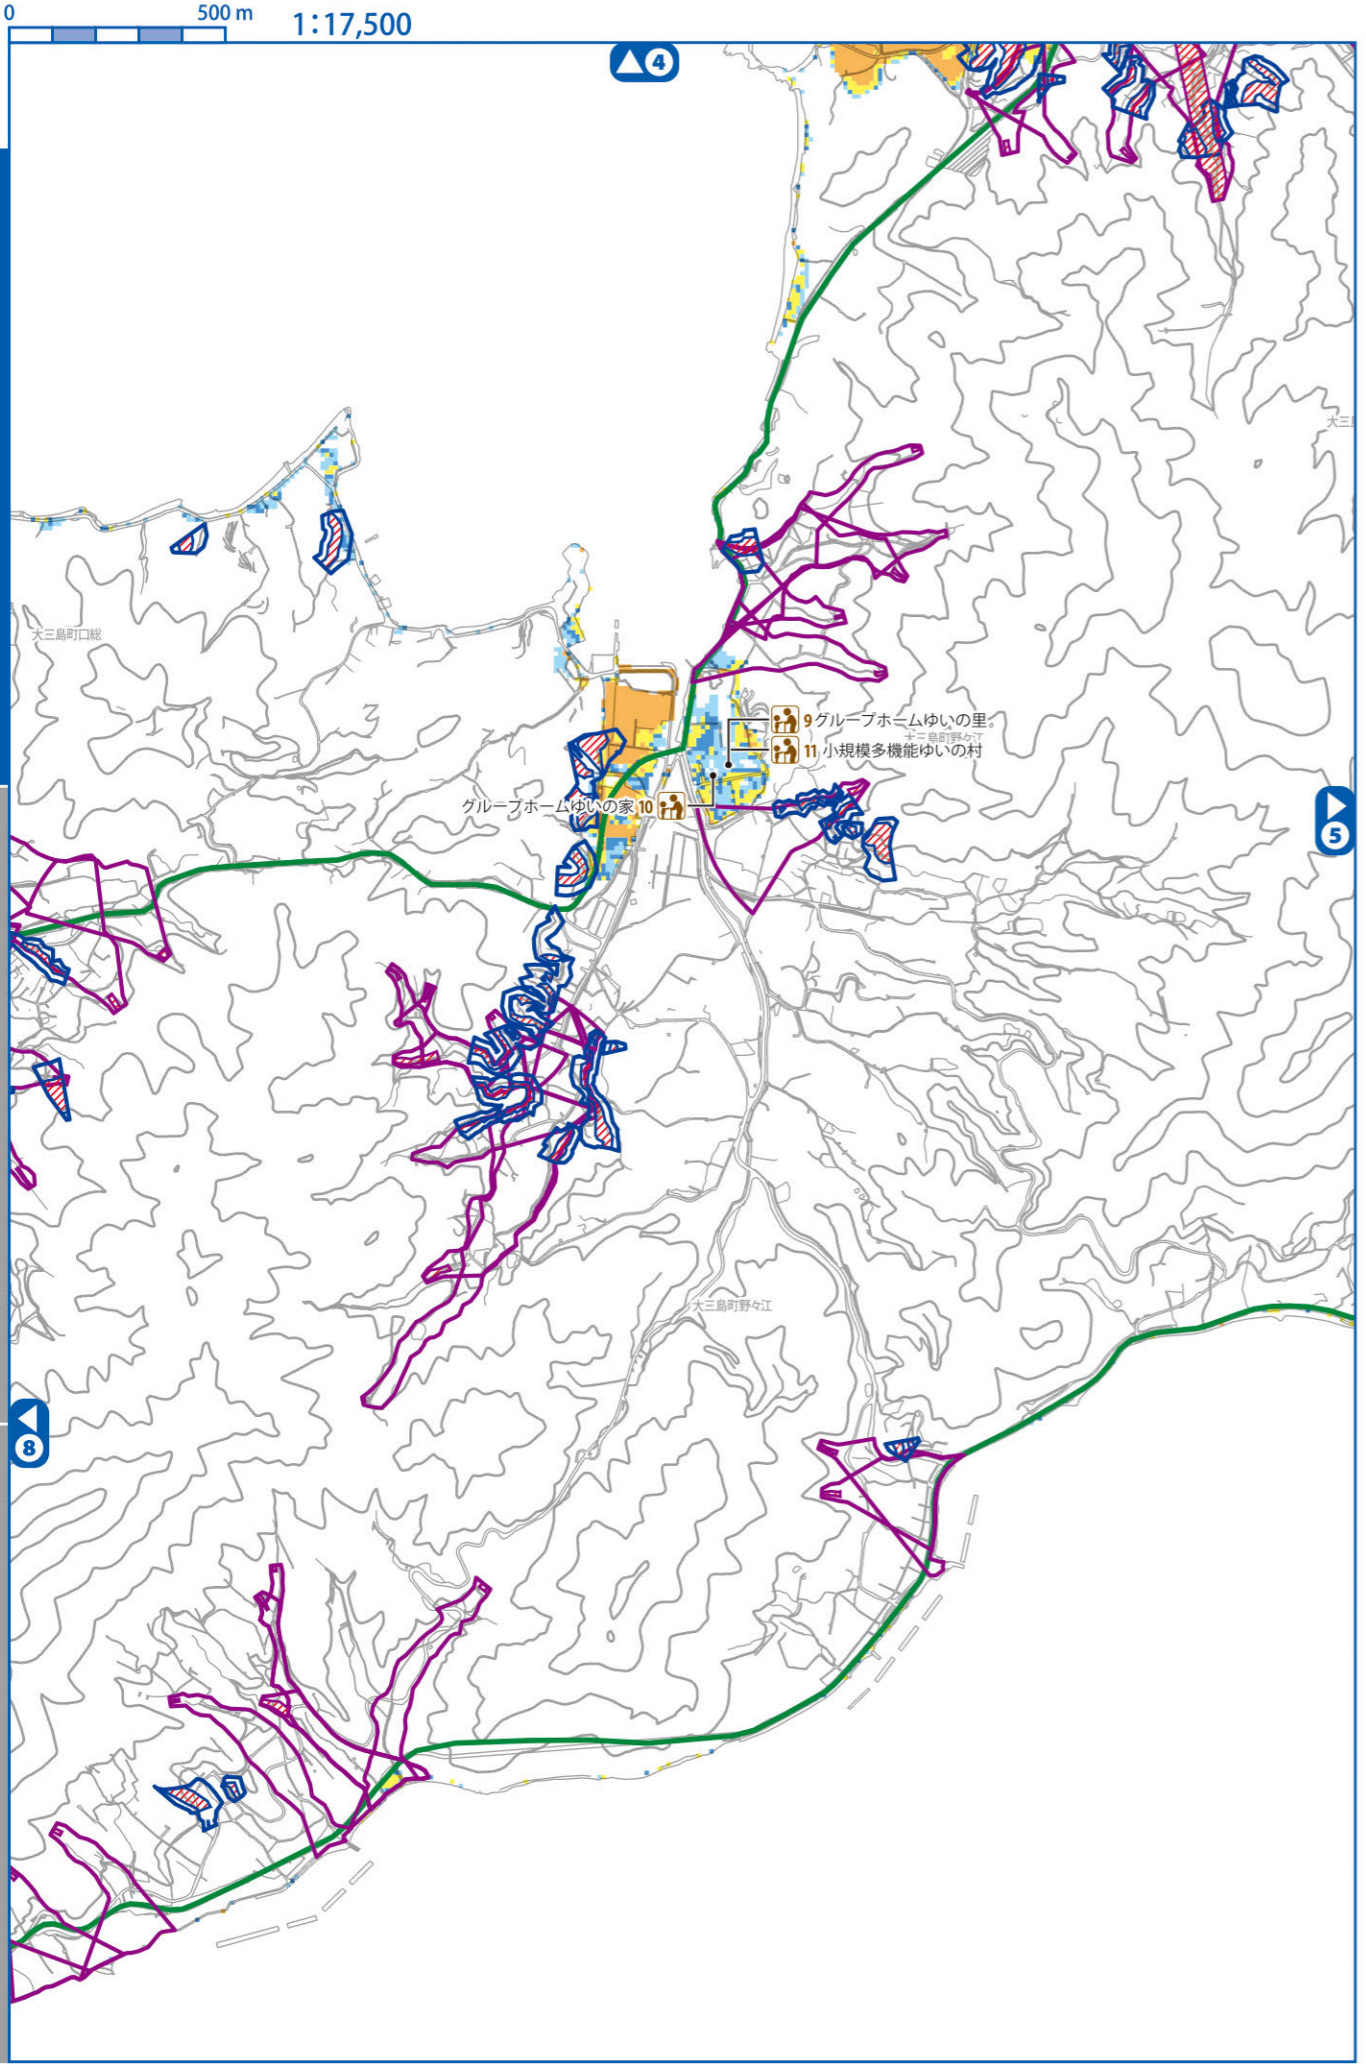 0
500 m
1:17,500
4
大三島町口総
9 グループホームゆいの里
大三島町野々江
11 小規模多機能ゆいの村
グループホームゆいの家 10
5
大三島町野々江
8